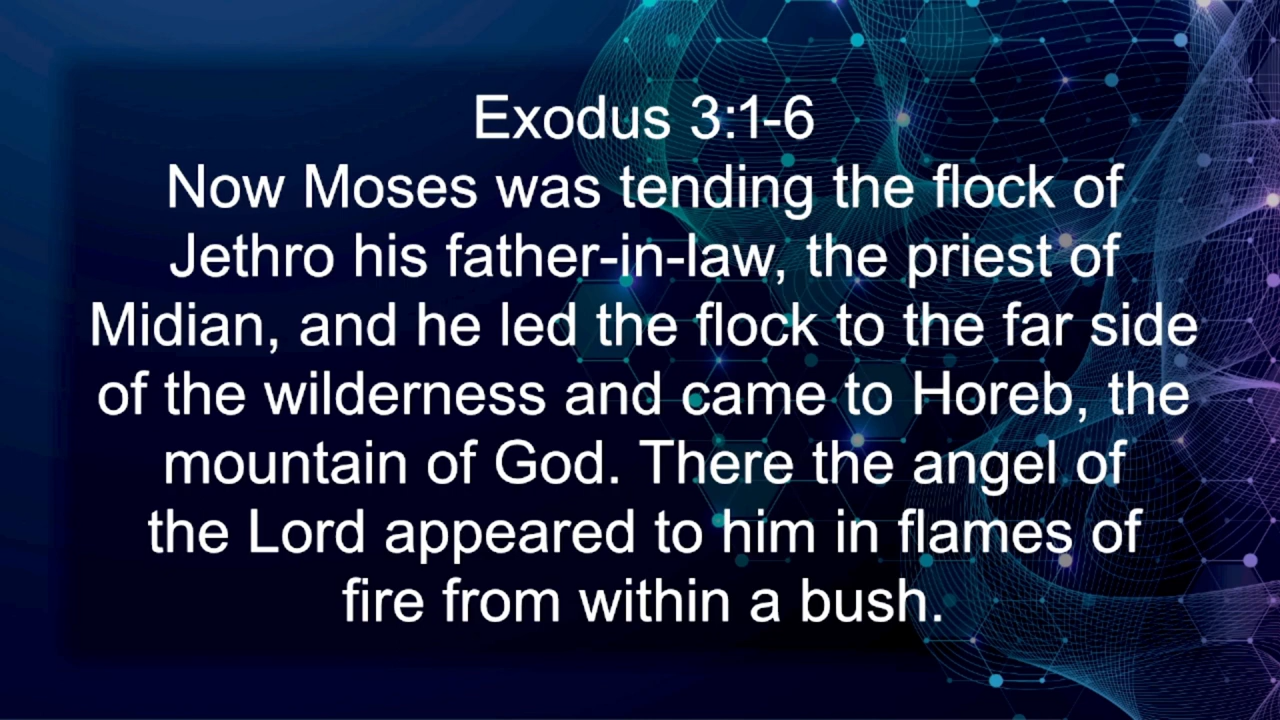 Exodus 3:1-6
Now Moses was tending the flock of
Jethro his father-in-law, the priest of
Midian, and he led the flock to the far side
of the wilderness and came to Horeb, the
mountain of God. There the angel of
the Lord appeared to him in flames of
fire from within a bush.